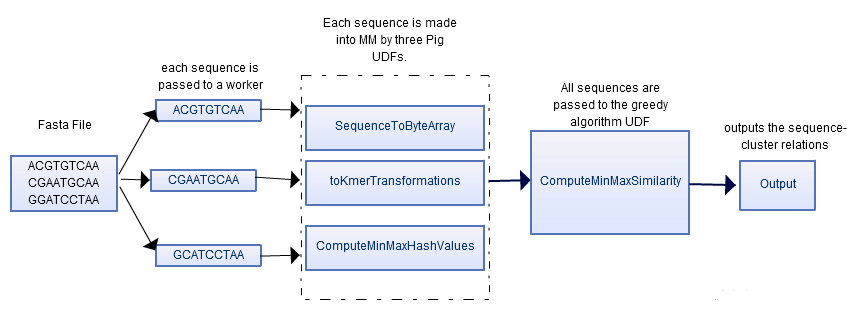 Fasta File
ACGTGTCAA
CGAATGCAA
GGATCCTAA
each sequence is
passed to a worker
ACGTGTCAA
CGAATGCAA
GCATCCTAA
Each sequence is made
into MM by three Pig
UDFs.
SequenceToByteArray
toKmerTransformations
ComputeMinMaxHashValues
All sequences are
passed to the greedy
algorithm UDF
ComputeMinMaxSimilarity
outputs the sequence-
cluster relations
Output